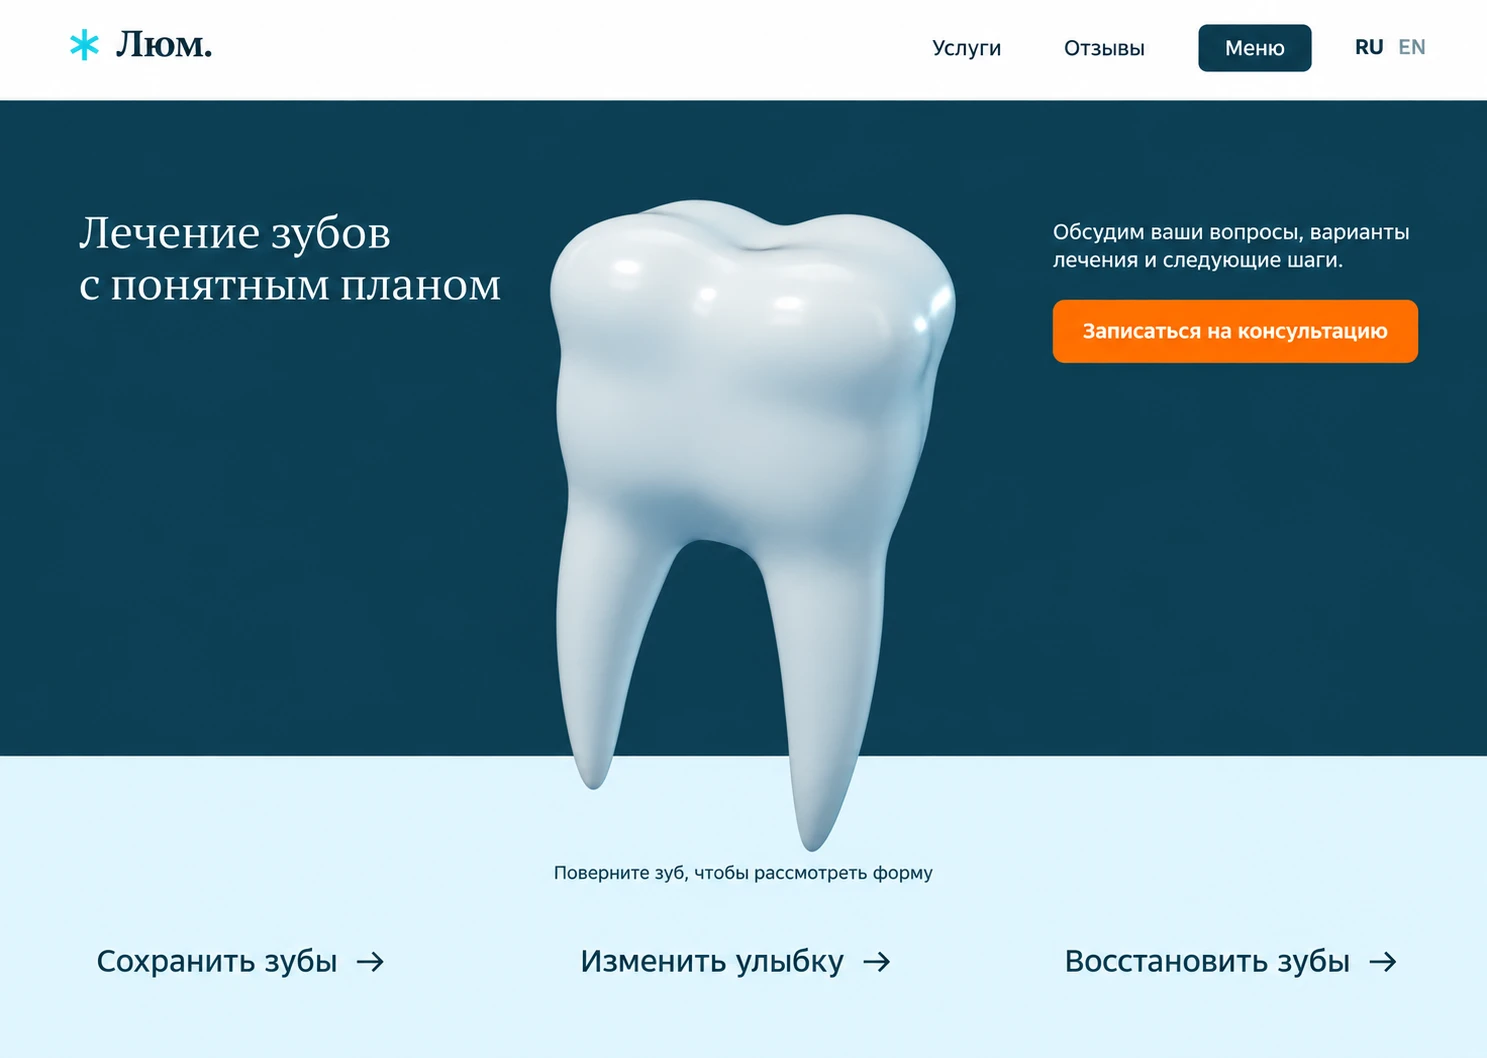 Люм.
Услуги
Отзывы
Меню
RU EN
Лечение зубов
с понятным планом
Обсудим ваши вопросы, варианты
лечения и следующие шаги.
Записаться на консультацию
Поверните зуб, чтобы рассмотреть форму
Сохранить зубы →
Изменить улыбку →
Восстановить зубы →